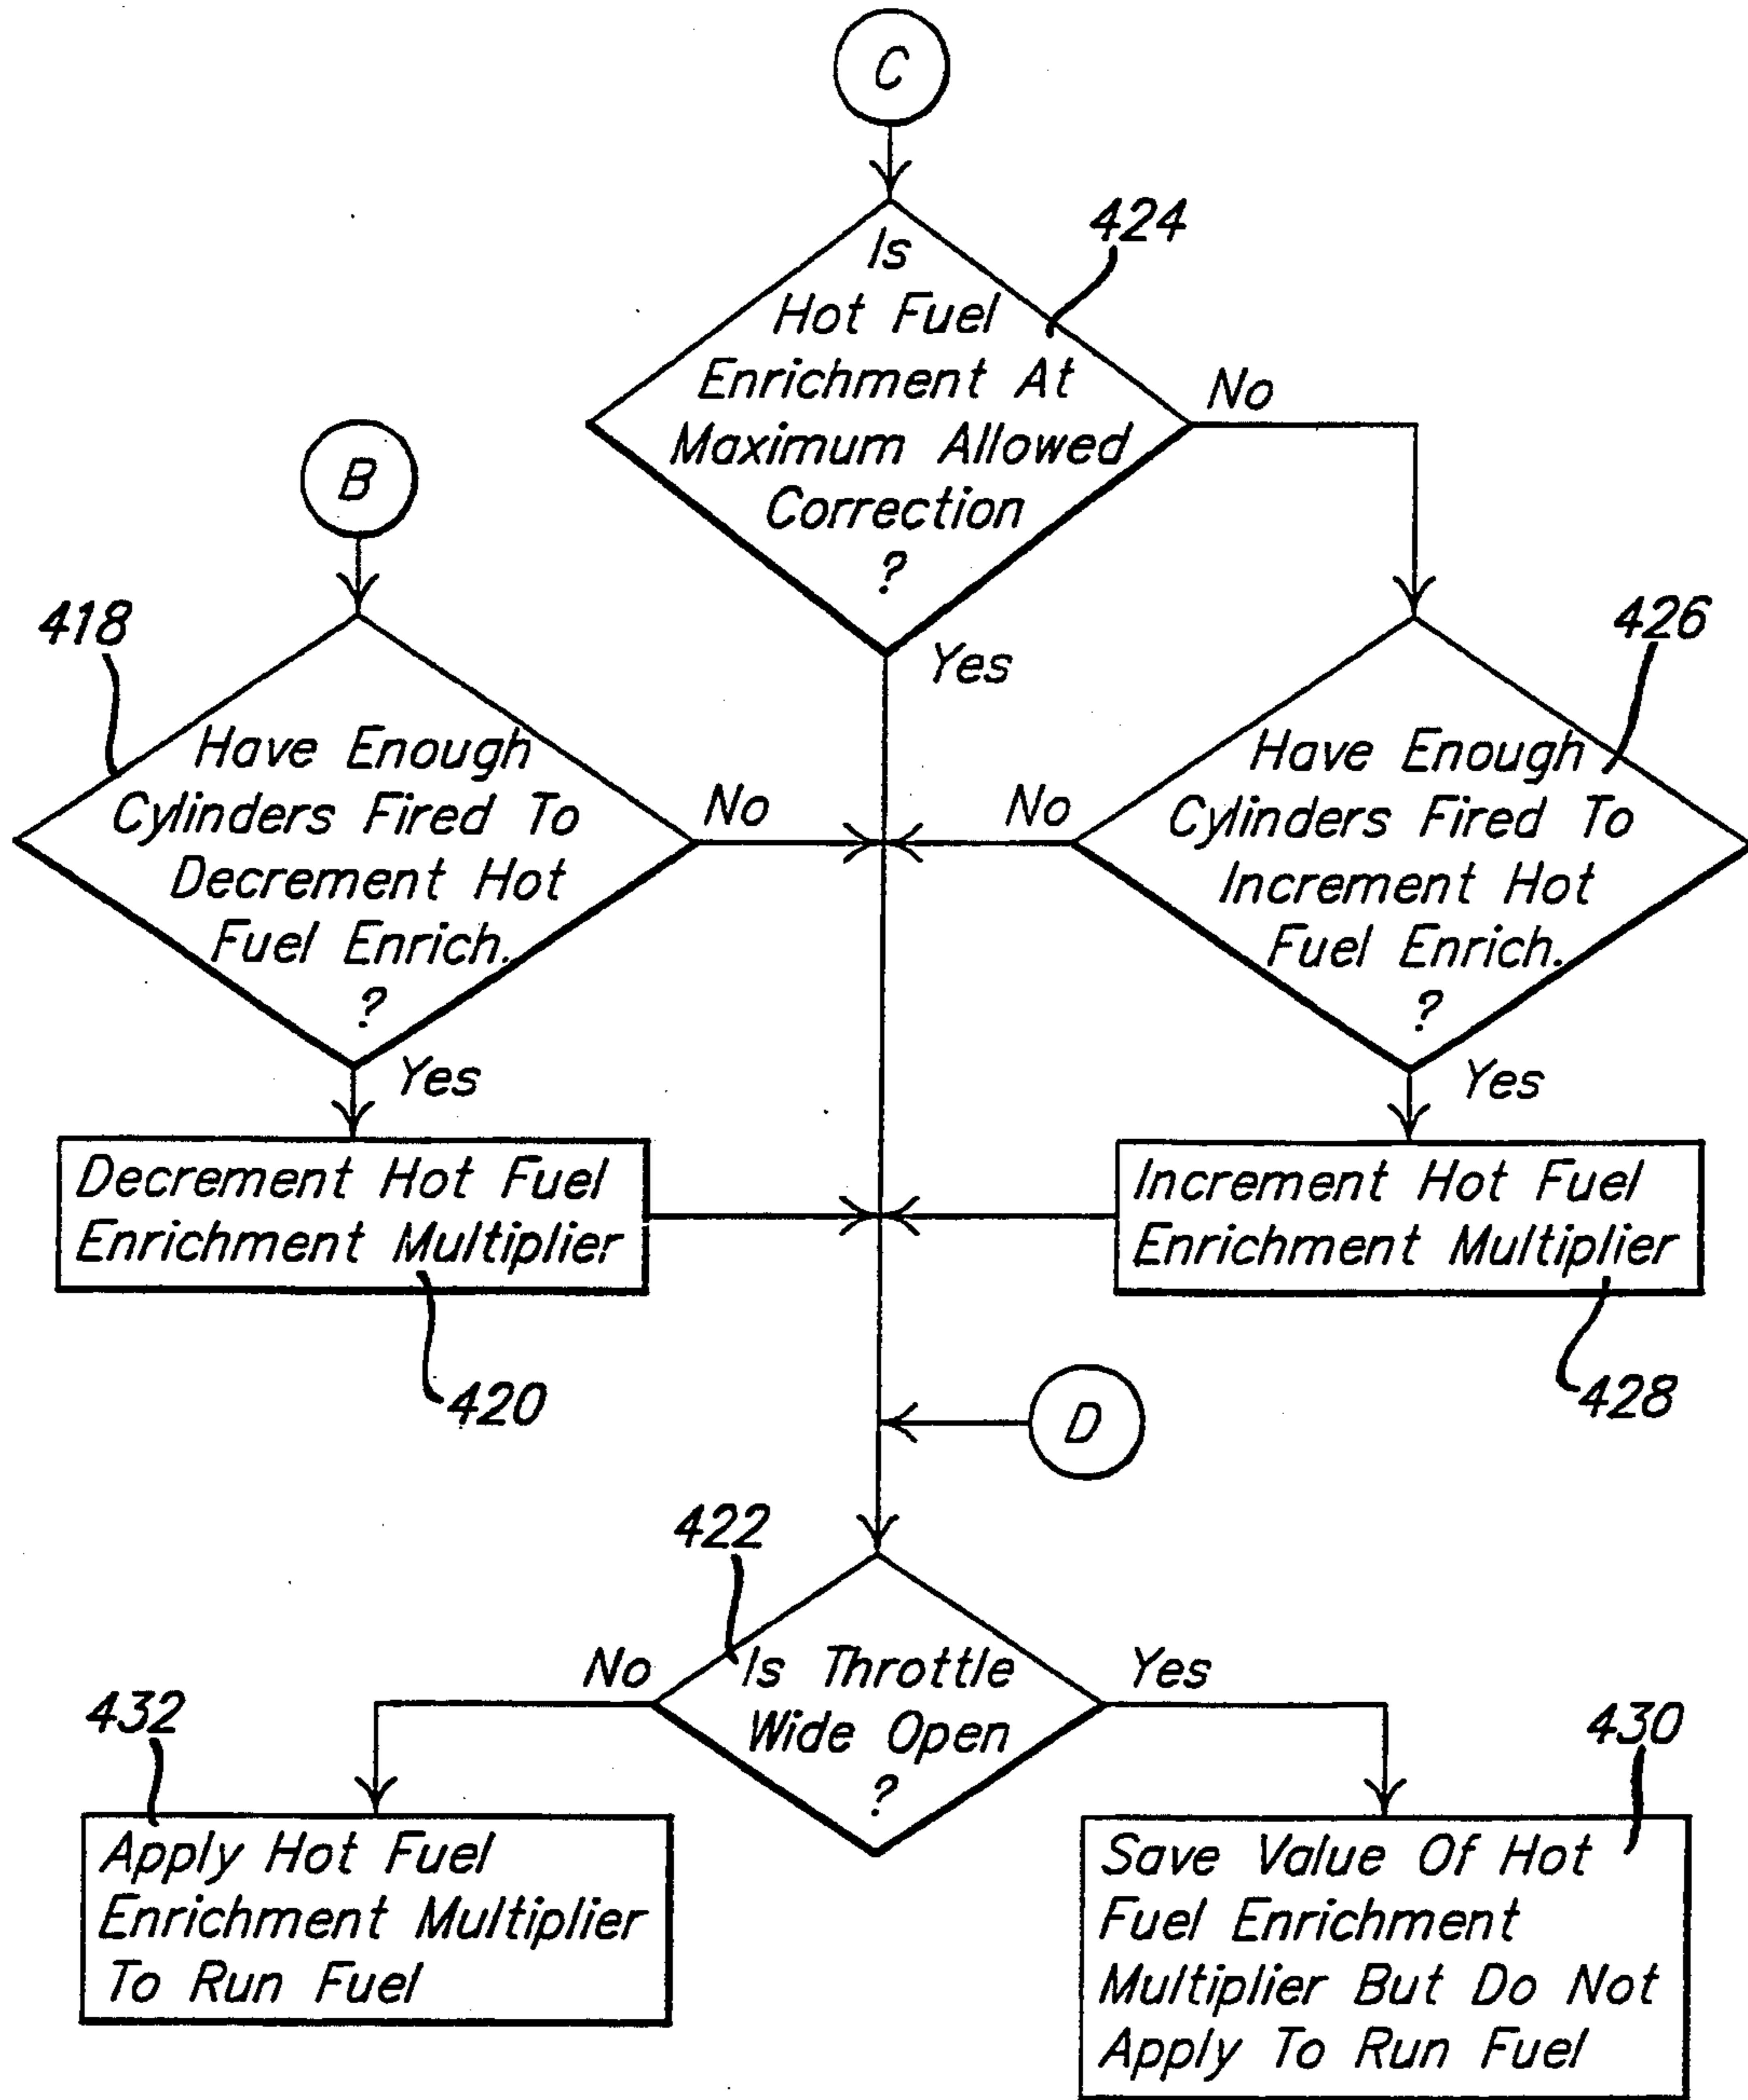 C
424
Is
Hot Fuel
Enrichment At
Maximum Allowed
Correction
?
No
Yes
B
418
Have Enough
Cylinders Fired To
Decrement Hot
Fuel Enrich.
?
No
Yes
426
Have Enough
Cylinders Fired To
Increment Hot
Fuel Enrich.
?
No
Yes
Decrement Hot Fuel
Enrichment Multiplier
420
Increment Hot Fuel
Enrichment Multiplier
428
D
422
Is Throttle
Wide Open
?
No
Yes
432
Apply Hot Fuel
Enrichment Multiplier
To Run Fuel
430
Save Value Of Hot
Fuel Enrichment
Multiplier But Do Not
Apply To Run Fuel